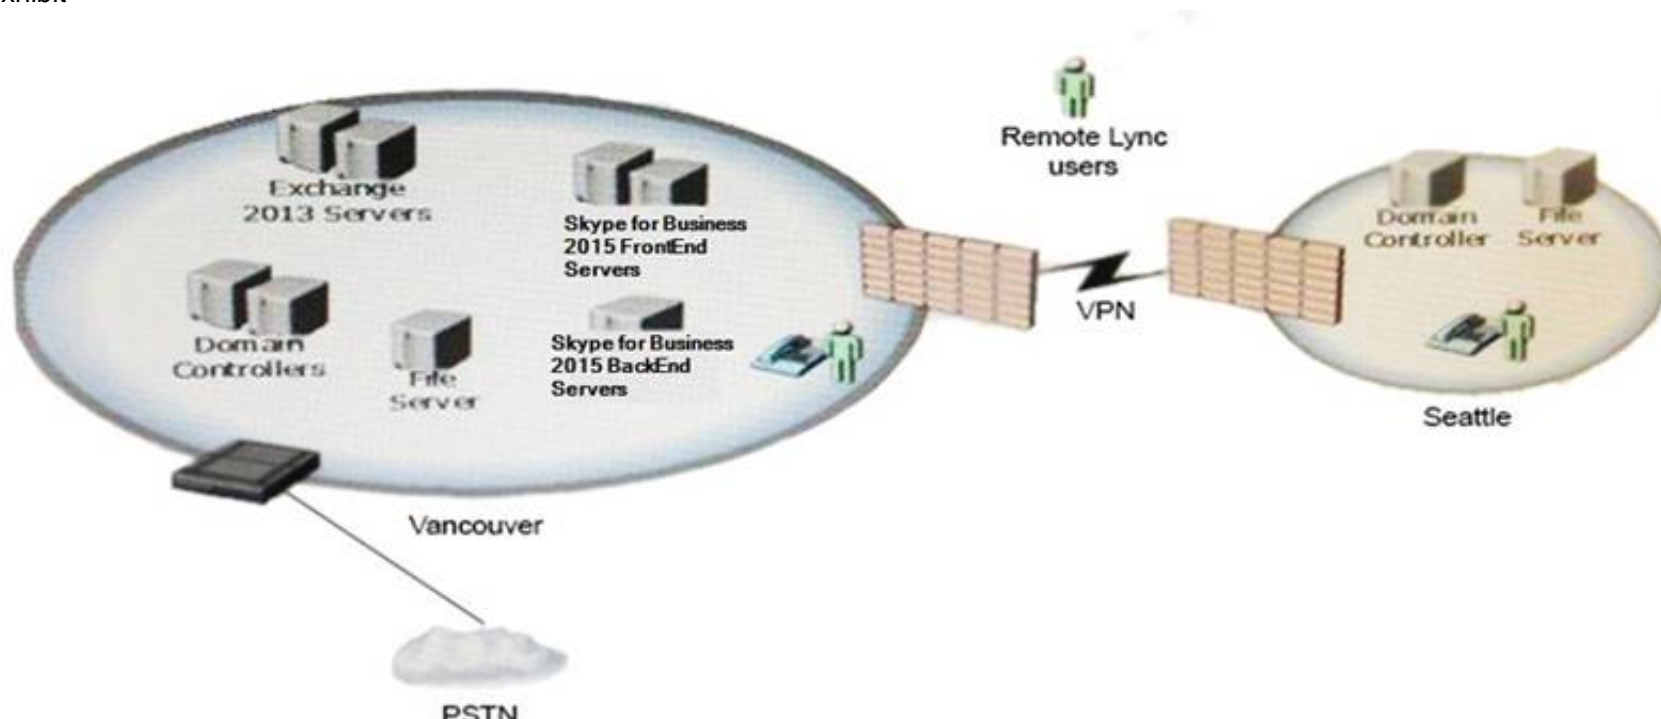 Remote Lync
users
Exchange
2013 Servers
Skype for Business
2015 FrontEnd
Servers
Domain
Controller
File
Server
VPN
Domain
Controllers
File
Server
Skype for Business
2015 BackEnd
Servers
Seattle
Vancouver
PSTN